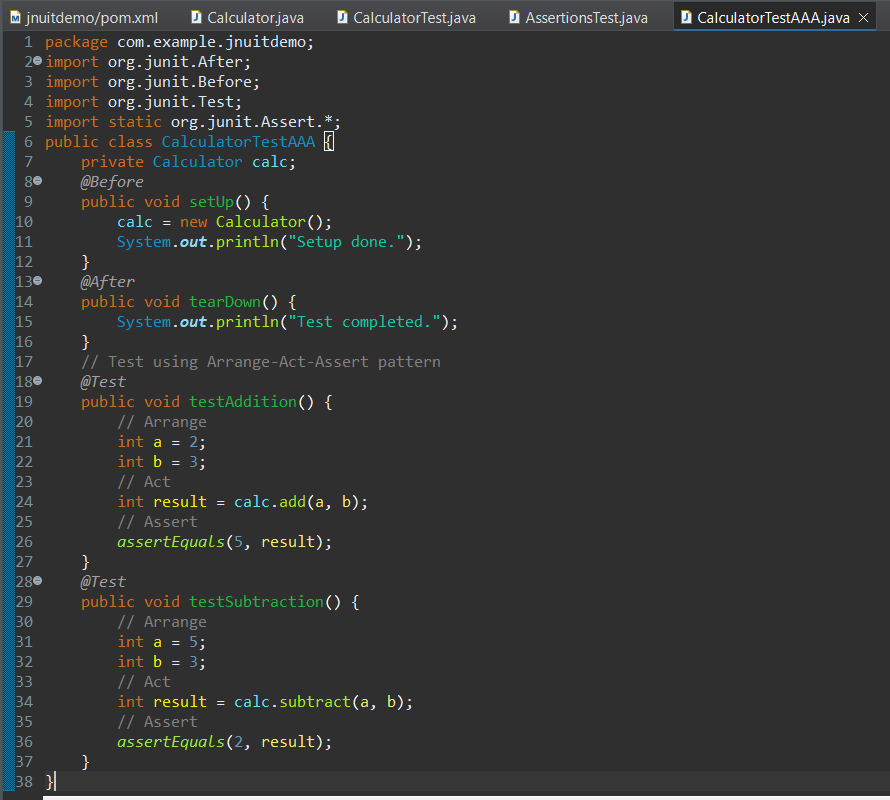 jnuitdemo/pom.xml Calculator.java CalculatorTest.java AssertionsTest.java CalculatorTestAAA.java
1 package com.example.jnuitdemo;
2 import org.junit.After;
3 import org.junit.Before;
4 import org.junit.Test;
5 import static org.junit.Assert.*;
6 public class CalculatorTestAAA {
7     private Calculator calc;
8     @Before
9     public void setUp() {
10         calc = new Calculator();
11         System.out.println("Setup done.");
12     }
13     @After
14     public void tearDown() {
15         System.out.println("Test completed.");
16     }
17     // Test using Arrange-Act-Assert pattern
18     @Test
19     public void testAddition() {
20         // Arrange
21         int a = 2;
22         int b = 3;
23         // Act
24         int result = calc.add(a, b);
25         // Assert
26         assertEquals(5, result);
27     }
28     @Test
29     public void testSubtraction() {
30         // Arrange
31         int a = 5;
32         int b = 3;
33         // Act
34         int result = calc.subtract(a, b);
35         // Assert
36         assertEquals(2, result);
37     }
38 }